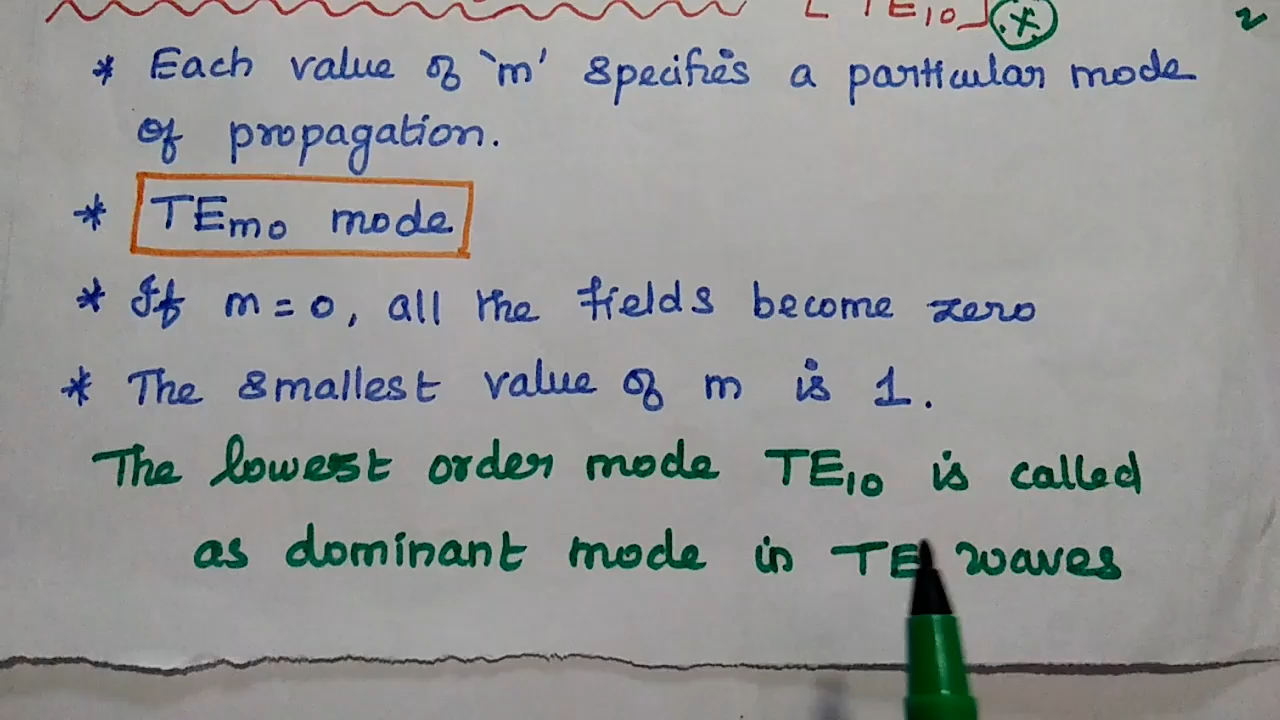 [TE10] *
* Each value of 'm' specifies a particular mode
of propagation.
* TEm0 mode
* If m = 0, all the fields become zero
* The smallest value of m is 1.
The lowest order mode TE10 is called
as dominant mode in TE waves